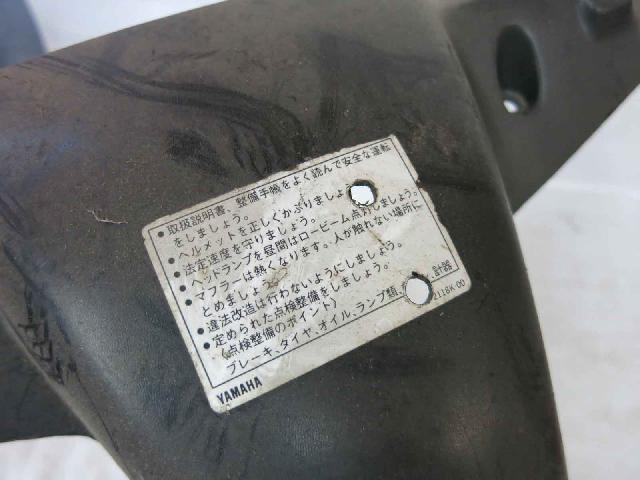 ●取扱説明書、整備手帳をよく読んで安全な運転
をしましょう。
●ヘルメットを正しくかぶりましょ
●法定速度を守りましょう。
●ヘッドランプを昼間はロービーム点灯しましょう。
●マフラーは熱くなります。人が触れない場所に
とめましょう。
●違法改造は行わないようにしましょう。
●定められた点検整備をしましょう。
(点検整備のポイント)
ブレーキ、タイヤ、オイル、ランプ類、計器
YAMAHA